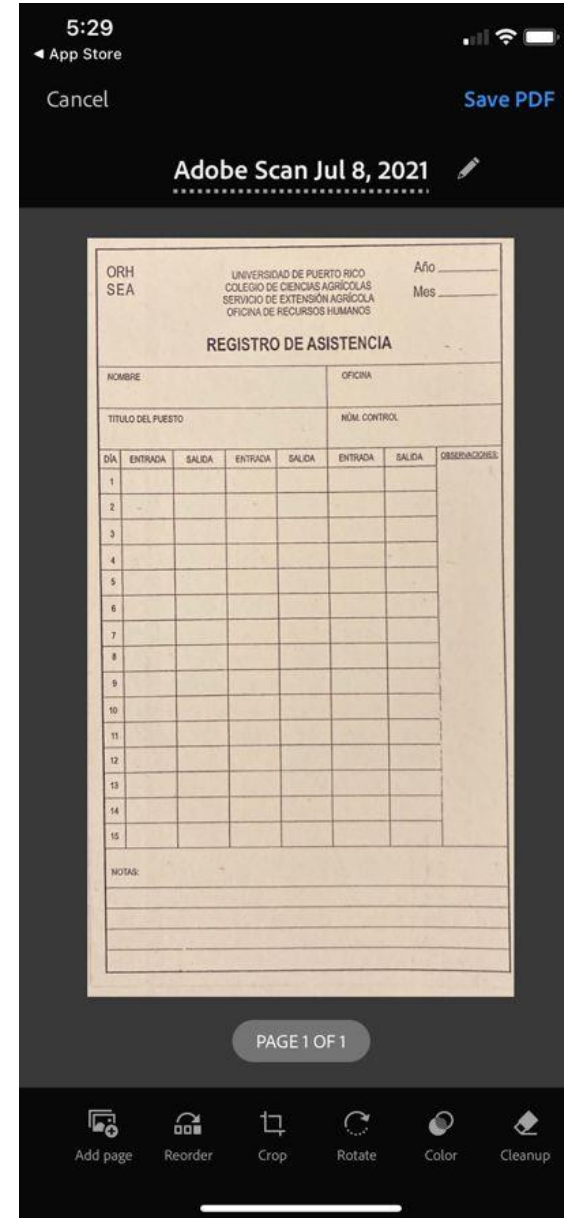 5:29
◀ App Store
Cancel Save PDF
Adobe Scan Jul 8, 2021
ORH
SEA
UNIVERSIDAD DE PUERTO RICO
COLEGIO DE CIENCIAS AGRÍCOLAS
SERVICIO DE EXTENSIÓN AGRÍCOLA
OFICINA DE RECURSOS HUMANOS
Año
Mes
REGISTRO DE ASISTENCIA
NOMBRE OFICINA
TITULO DEL PUESTO NÚM. CONTROL
DÍA ENTRADA SALIDA ENTRADA SALIDA ENTRADA SALIDA OBSERVACIONES:
1
2
3
4
5
6
7
8
9
10
11
12
13
14
15
NOTAS:
PAGE 1 OF 1
Add page Reorder Crop Rotate Color Cleanup